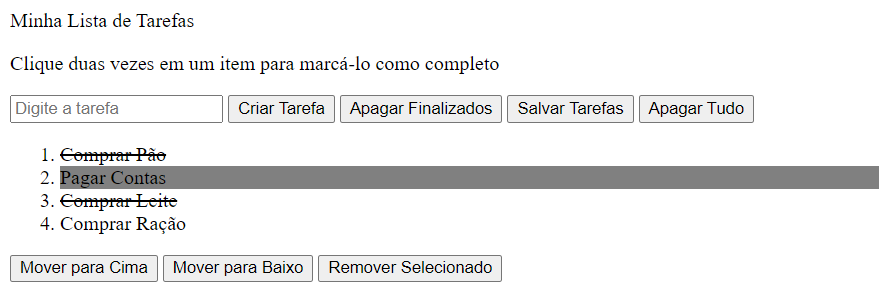 Minha Lista de Tarefas
Clique duas vezes em um item para marcá-lo como completo
Digite a tarefa Criar Tarefa Apagar Finalizados Salvar Tarefas Apagar Tudo
1. Comprar Pão
2. Pagar Contas
3. Comprar Leite
4. Comprar Ração
Mover para Cima Mover para Baixo Remover Selecionado